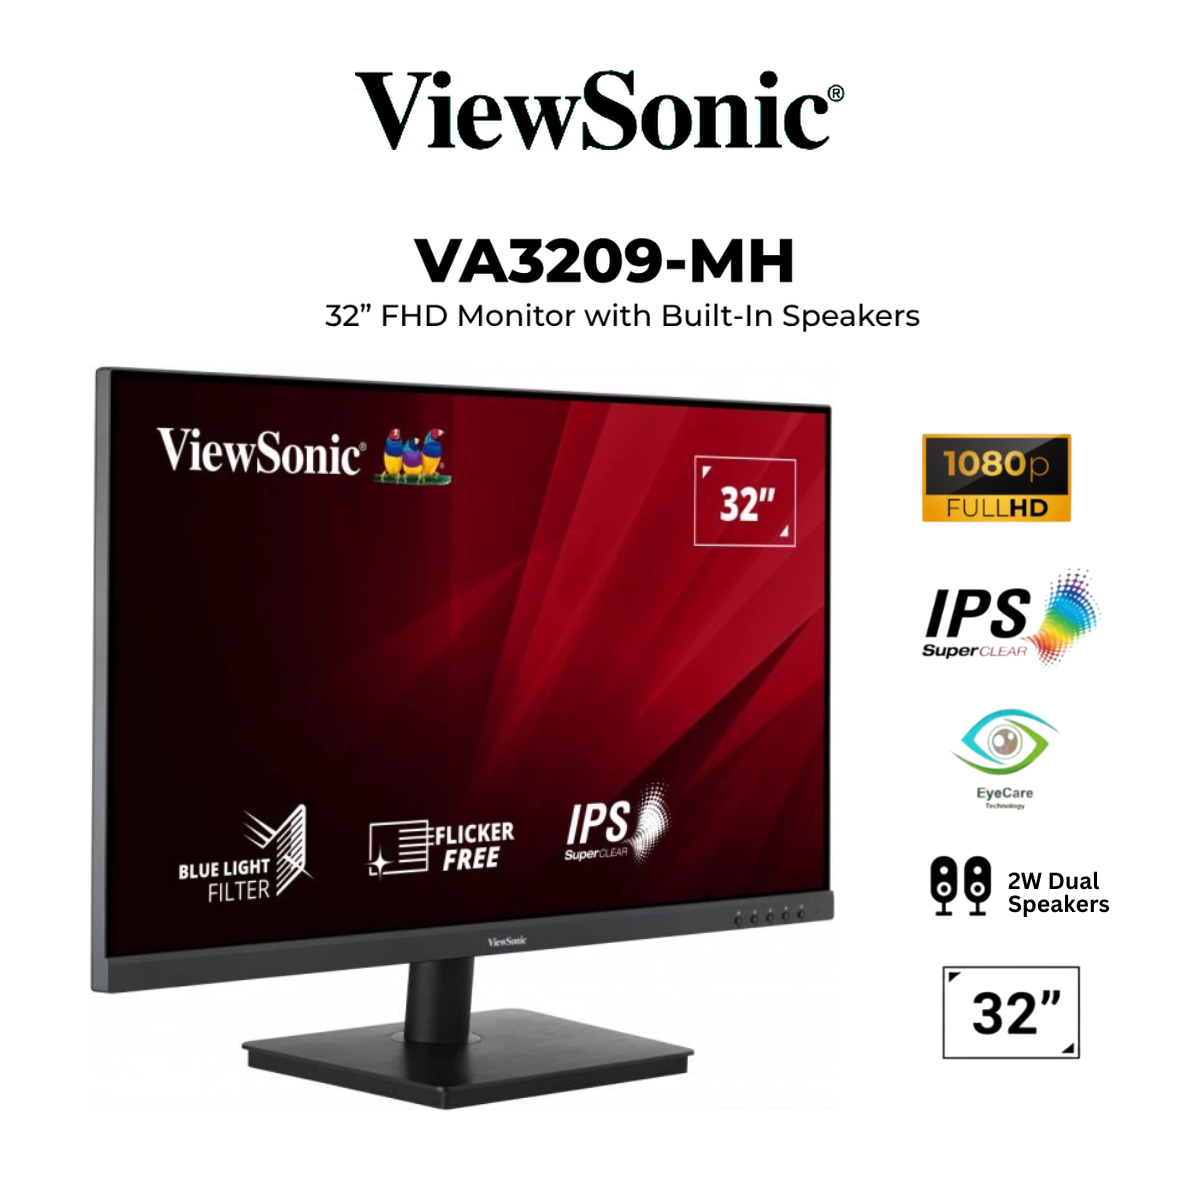 ViewSonic®
VA3209-MH
32” FHD Monitor with Built-In Speakers
ViewSonic®
32”
BLUE LIGHT
FILTER
FLICKER
FREE
IPS
SuperCLEAR
ViewSonic
1080p
FULLHD
IPS
SuperCLEAR
EyeCare
Technology
2W Dual
Speakers
32”